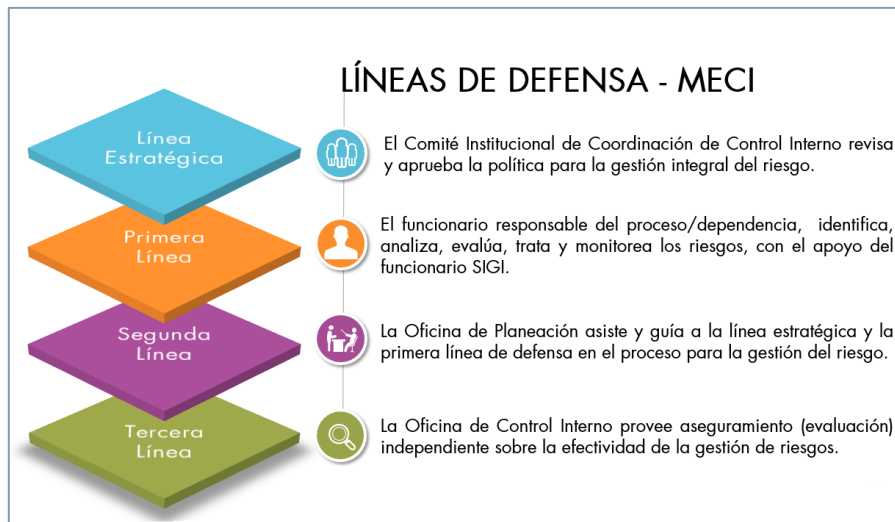 LÍNEAS DE DEFENSA - MECI
Línea
Estratégica
El Comité Institucional de Coordinación de Control Interno revisa
y aprueba la política para la gestión integral del riesgo.
Primera
Línea
El funcionario responsable del proceso/dependencia, identifica,
analiza, evalúa, trata y monitorea los riesgos, con el apoyo del
funcionario SIGI.
Segunda
Línea
La Oficina de Planeación asiste y guía a la línea estratégica y la
primera línea de defensa en el proceso para la gestión del riesgo.
Tercera
Línea
La Oficina de Control Interno provee aseguramiento (evaluación)
independiente sobre la efectividad de la gestión de riesgos.